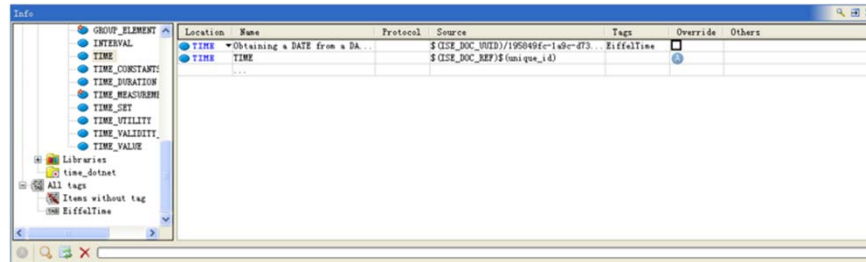 Info
GROUP_ELEMENT
INTERVAL
TIME
TIME_CONSTANTS
TIME_DURATION
TIME_MEASUREME
TIME_SET
TIME_UTILITY
TIME_VALIDITY_
TIME_VALUE
Libraries
time_dotnet
All tags
Items without tag
EiffelTime
Location Name Protocol Source Tags Override Others
TIME Obtaining a DATE from a DA... $(ISE_DOC_UUID)/195849fc-1a9c-d73... EiffelTime
TIME TIME $(ISE_DOC_REF)$(unique_id)
...